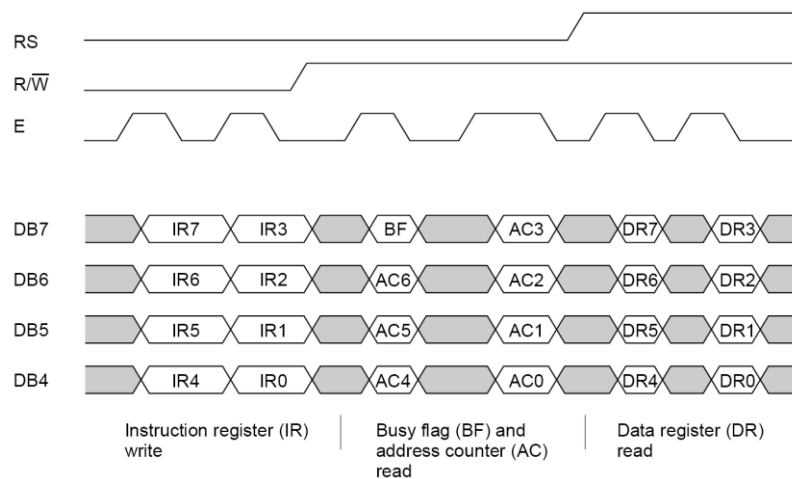 RS
R/W̅
E
DB7 IR7 IR3 BF AC3 DR7 DR3
DB6 IR6 IR2 AC6 AC2 DR6 DR2
DB5 IR5 IR1 AC5 AC1 DR5 DR1
DB4 IR4 IR0 AC4 AC0 DR4 DR0
Instruction register (IR)
write
Busy flag (BF) and
address counter (AC)
read
Data register (DR)
read